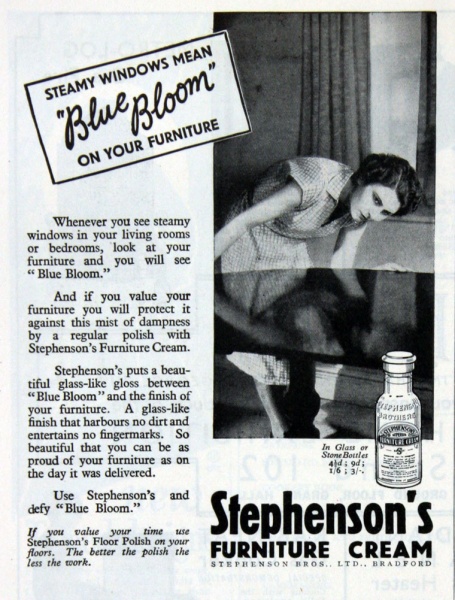 STEAMY WINDOWS MEAN
"Blue Bloom"
ON YOUR FURNITURE
Whenever you see steamy
windows in your living rooms
or bedrooms, look at your
furniture and you will see
"Blue Bloom."
And if you value your
furniture you will protect it
against this mist of dampness
by a regular polish with
Stephenson's Furniture Cream.
Stephenson's puts a beau-
tiful glass-like gloss between
"Blue Bloom" and the finish of
your furniture. A glass-like
finish that harbours no dirt and
entertains no fingermarks. So
beautiful that you can be as
proud of your furniture as on
the day it was delivered.
Use Stephenson's and
defy "Blue Bloom."
If you value your time use
Stephenson's Floor Polish on your
floors. The better the polish the
less the work.
In Glass or
Stone Bottles
4½d; 9d;
1/6; 3/-.
STEPHENSON
BROTHERS
STEPHENSONS
FURNITURE CREAM
Stephenson's
FURNITURE CREAM
STEPHENSON BROS., LTD., BRADFORD